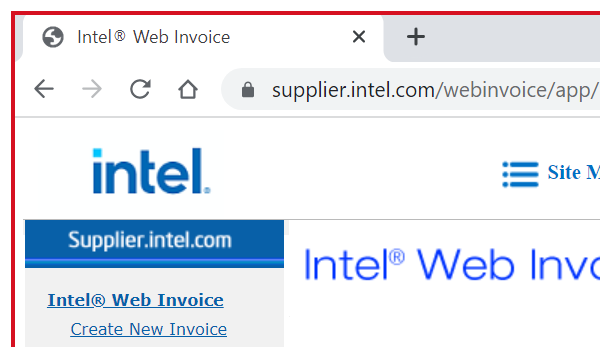 Intel® Web Invoice
supplier.intel.com/webinvoice/app/
intel.
Site
Supplier.intel.com
Intel® Web
Intel® Web Invoice
Create New Invoice